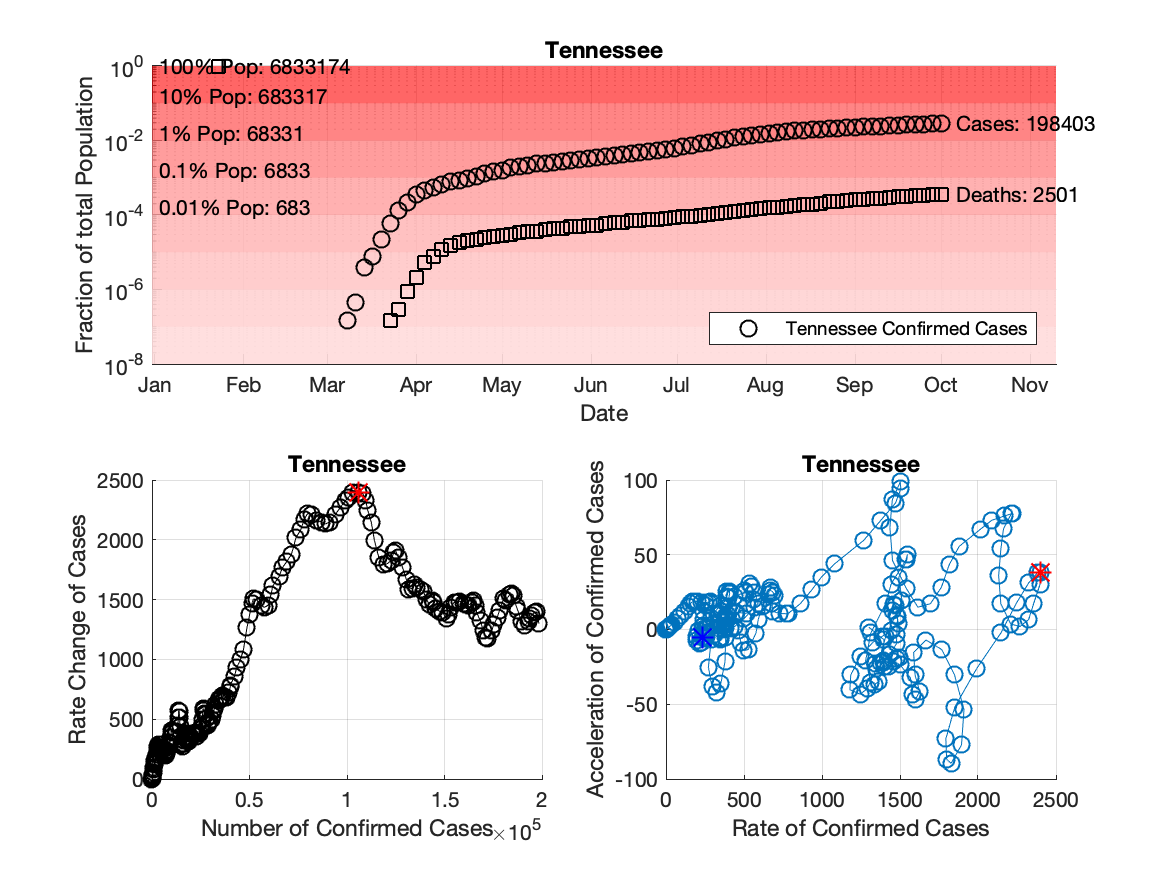 Tennessee
Fraction of total Population
10^0
10^-2
10^-4
10^-6
10^-8
100% Pop: 6833174
10% Pop: 683317
1% Pop: 68331
0.1% Pop: 6833
0.01% Pop: 683
Cases: 198403
Deaths: 2501
Tennessee Confirmed Cases
Jan Feb Mar Apr May Jun Jul Aug Sep Oct Nov
Date
Tennessee
Rate Change of Cases
2500
2000
1500
1000
500
0
0 0.5 1 1.5 2
Number of Confirmed Cases ×10^5
Tennessee
Acceleration of Confirmed Cases
100
50
0
-50
-100
0 500 1000 1500 2000 2500
Rate of Confirmed Cases